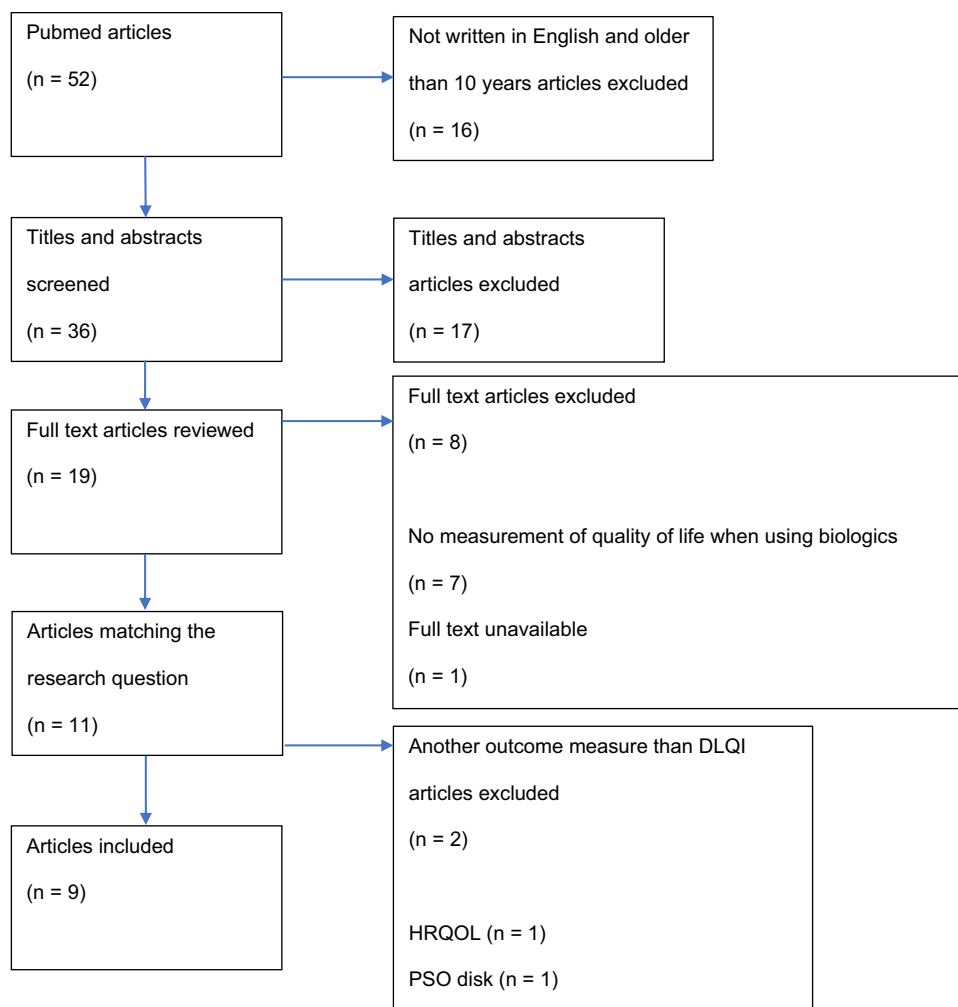 Pubmed articles
(n = 52)
Not written in English and older
than 10 years articles excluded
(n = 16)
Titles and abstracts
screened
(n = 36)
Titles and abstracts
articles excluded
(n = 17)
Full text articles reviewed
(n = 19)
Full text articles excluded
(n = 8)
No measurement of quality of life when using biologics
(n = 7)
Full text unavailable
(n = 1)
Articles matching the
research question
(n = 11)
Another outcome measure than DLQI
articles excluded
(n = 2)
HRQOL (n = 1)
PSO disk (n = 1)
Articles included
(n = 9)